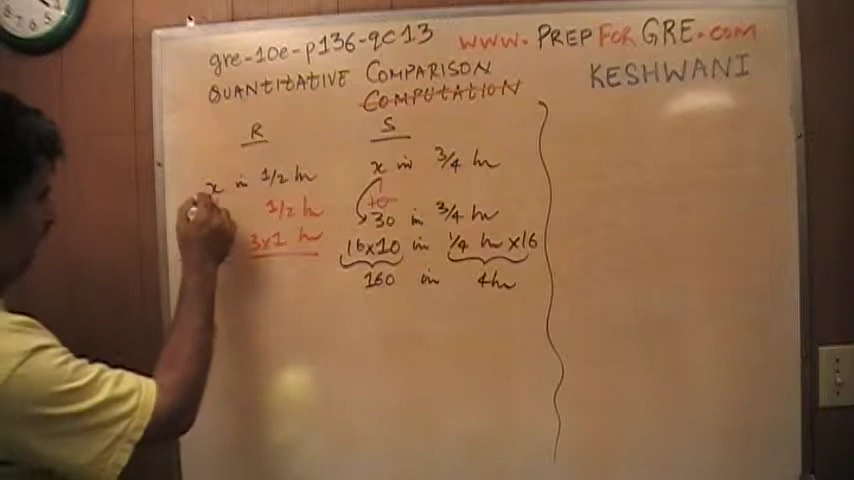 gre-10e-p136-qc13
www.PREPFORGRE.com
QUANTITATIVE COMPARISON
KESHWANI
COMPUTATION
R S
x in 1/2 hr x in 3/4 hr
1/2 hr 30 in 3/4 hr
3x1 hr 16x10 in 1/4 hr x16
160 in 4hr